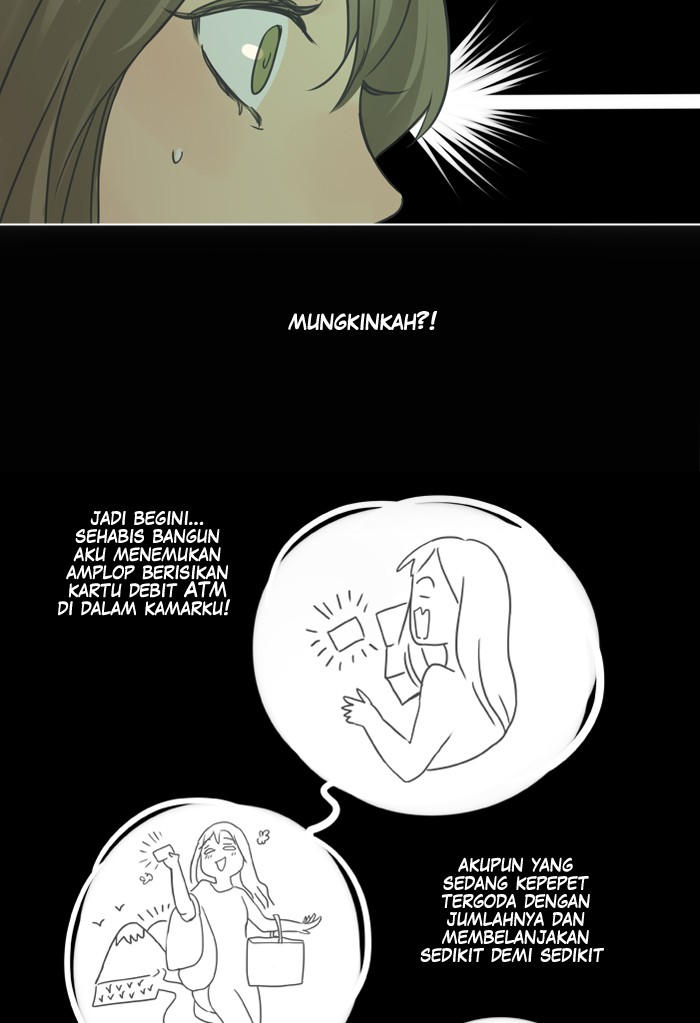 MUNGKINKAH?!
JADI BEGINI...
SEHABIS BANGUN
AKU MENEMUKAN
AMPLOP BERISIKAN
KARTU DEBIT ATM
DI DALAM KAMARKU!
AKUPUN YANG
SEDANG KEPEPET
TERGODA DENGAN
JUMLAHNYA DAN
MEMBELANJAKAN
SEDIKIT DEMI SEDIKIT